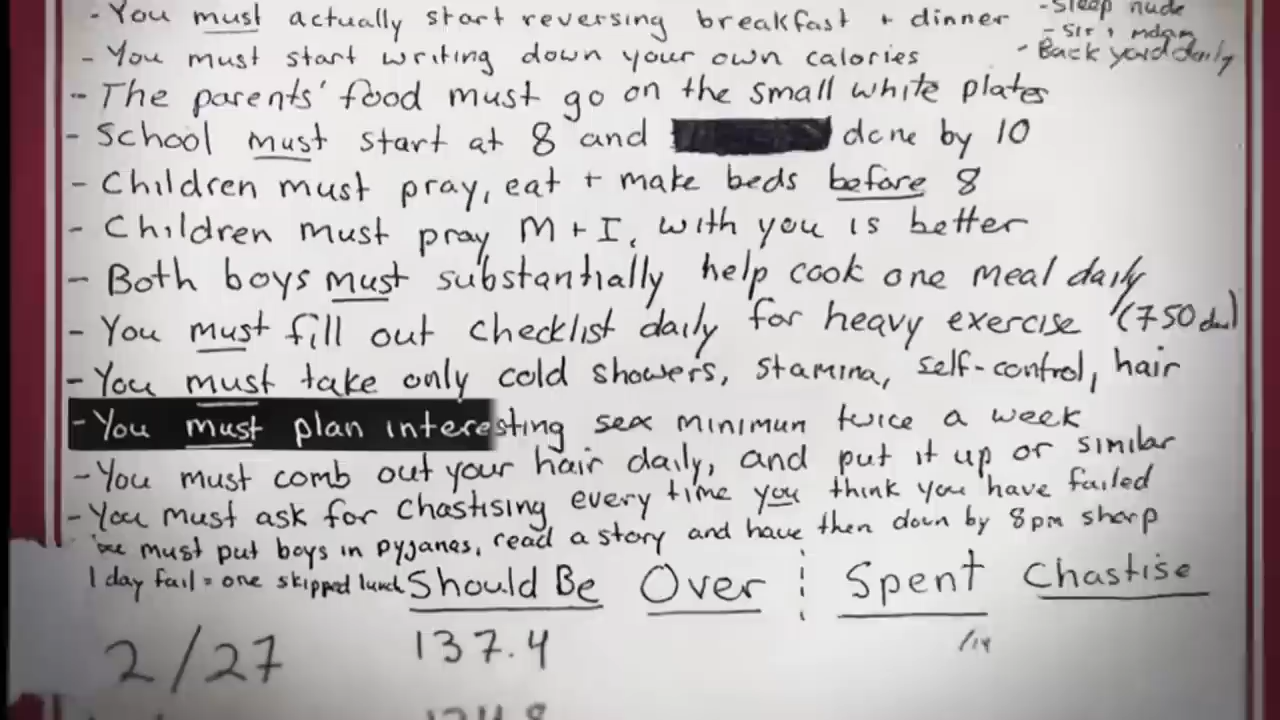 - You must actually start reversing breakfast + dinner
- Sleep nude
- Sir + mdam
- Back yard daily
- You must start writing down your own calories
- The parents' food must go on the small white plates
- School must start at 8 and done by 10
- Children must pray, eat + make beds before 8
- Children must pray M + I, with you is better
- Both boys must substantially help cook one meal daily
- You must fill out checklist daily for heavy exercise (750
- You must take only cold showers, stamina, self-control, hair
- You must plan interesting sex minimun twice a week
- You must comb out your hair daily, and put it up or similar
- You must ask for chastising every time you think you have failed
must put boys in pyjanas, read a story and have then down by 8pm sharp
1 day fail = one skipped lunch
Should Be Over Spent Chastise
2/27 137.4 /14